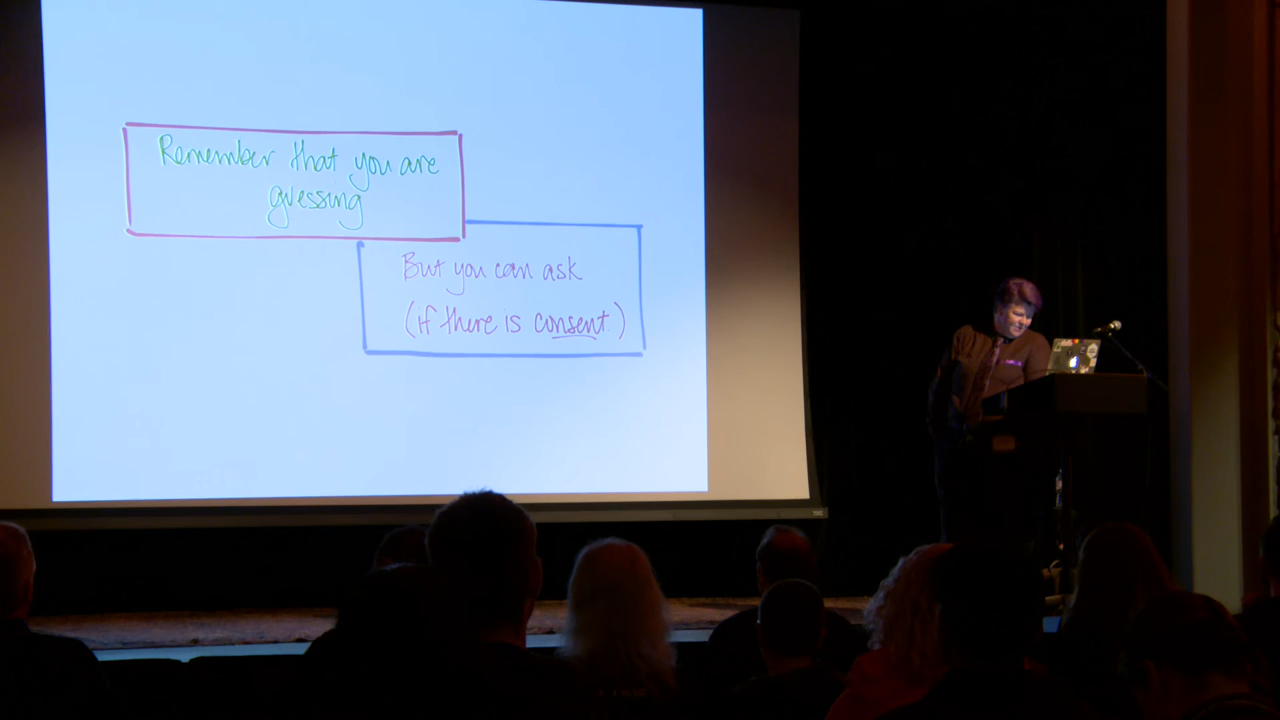 Remember that you are
guessing
But you can ask
(if there is consent.)